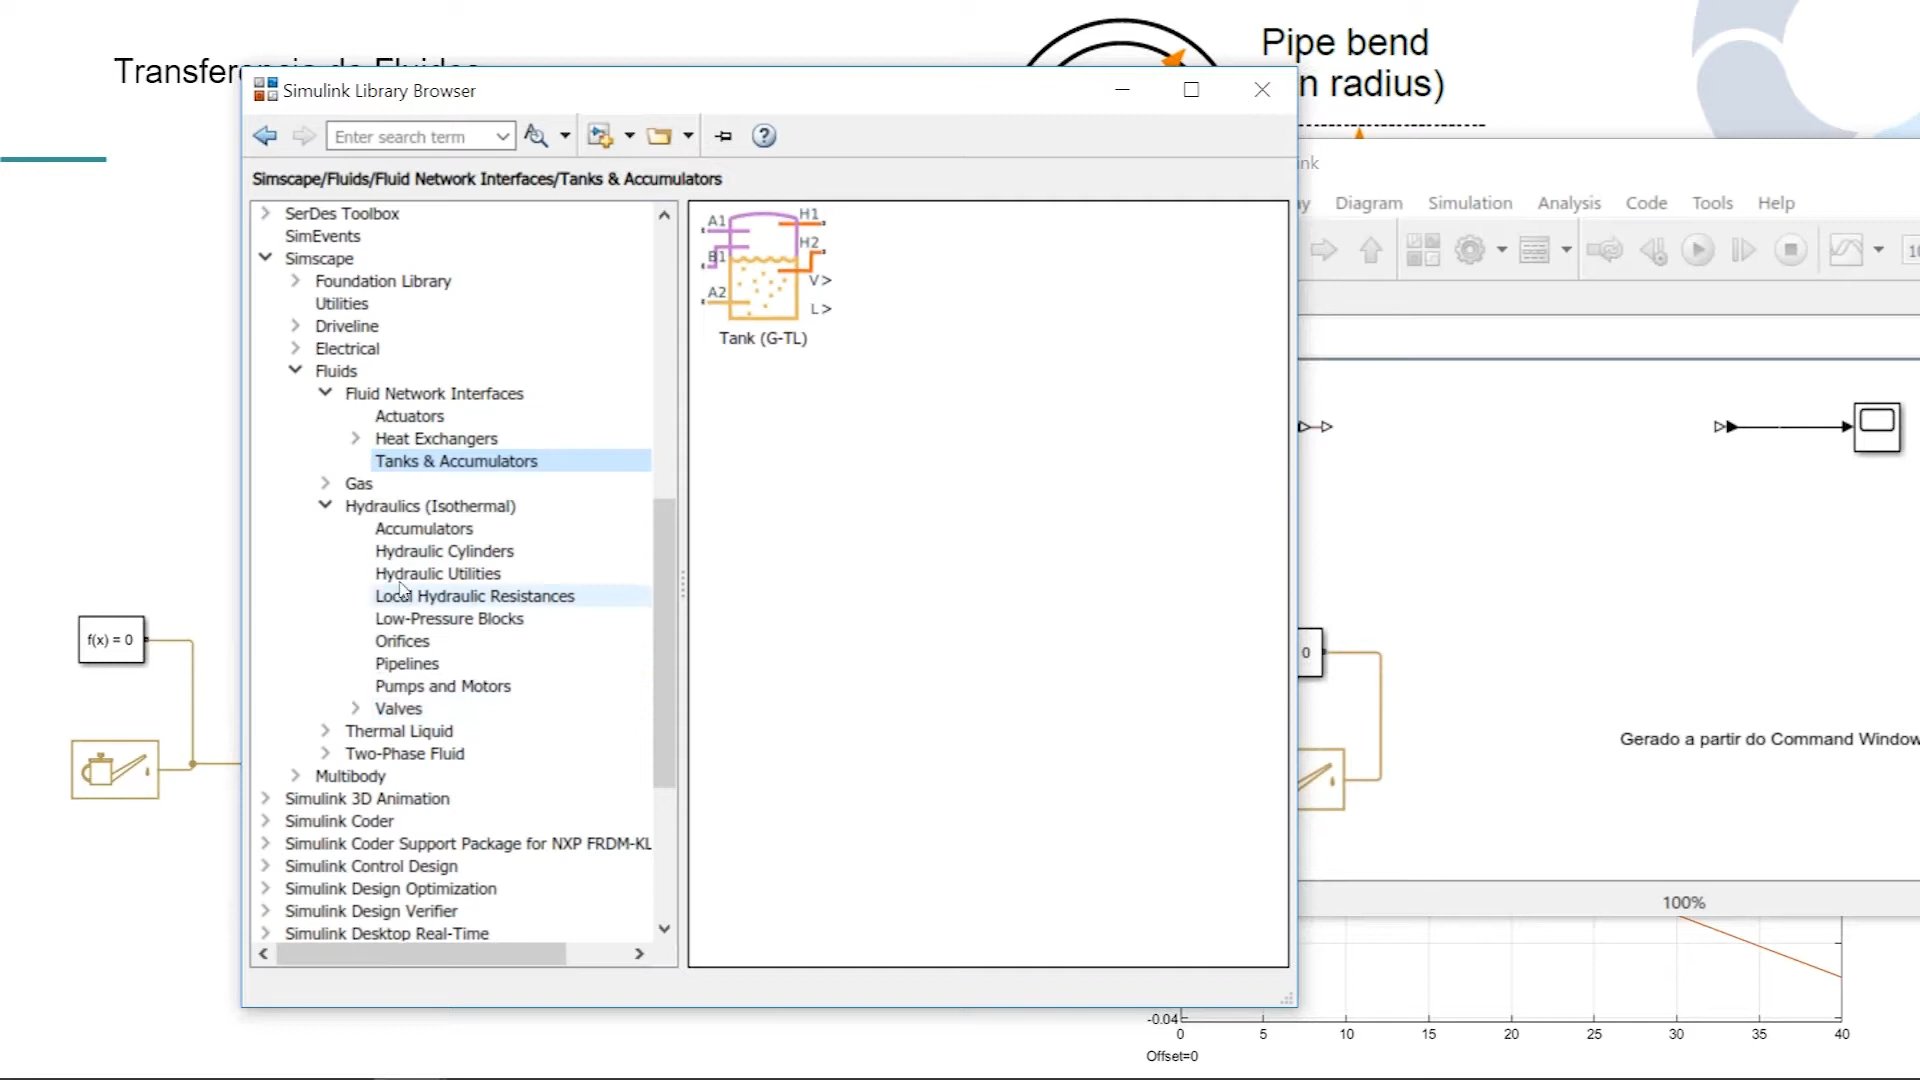 Transferencia de Fluidos
Pipe bend
n radius)
Simulink Library Browser
Enter search term
Simscape/Fluids/Fluid Network Interfaces/Tanks & Accumulators
SerDes Toolbox
SimEvents
Simscape
Foundation Library
Utilities
Driveline
Electrical
Fluids
Fluid Network Interfaces
Actuators
Heat Exchangers
Tanks & Accumulators
Gas
Hydraulics (Isothermal)
Accumulators
Hydraulic Cylinders
Hydraulic Utilities
Local Hydraulic Resistances
Low-Pressure Blocks
Orifices
Pipelines
Pumps and Motors
Valves
Thermal Liquid
Two-Phase Fluid
Multibody
Simulink 3D Animation
Simulink Coder
Simulink Coder Support Package for NXP FRDM-KL
Simulink Control Design
Simulink Design Optimization
Simulink Design Verifier
Simulink Desktop Real-Time
A1 H1
B1 H2
V>
A2 L>
Tank (G-TL)
ink
ay Diagram Simulation Analysis Code Tools Help
10
f(x) = 0
0
Gerado a partir do Command Window
100%
-0.04
0 5 10 15 20 25 30 35 40
Offset=0